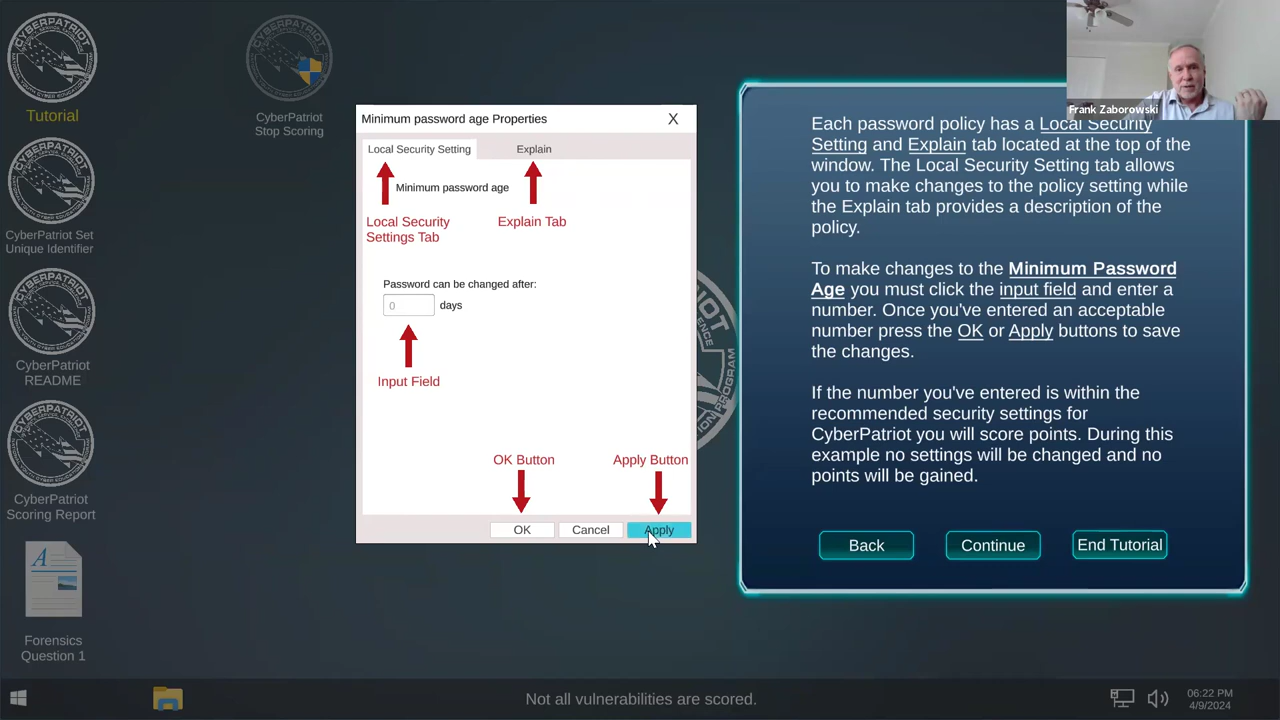 CYBERPATRIOT
Tutorial
CYBERPATRIOT
CyberPatriot
Stop Scoring
CYBERPATRIOT
CyberPatriot Set
Unique Identifier
CYBERPATRIOT
CyberPatriot
README
CYBERPATRIOT
CyberPatriot
Scoring Report
A
Forensics
Question 1
Minimum password age Properties
X
Local Security Setting
Explain
Minimum password age
Local Security
Settings Tab
Explain Tab
Password can be changed after:
0
days
Input Field
OK Button
Apply Button
OK
Cancel
Apply
Frank Zaborowski
Each password policy has a Local Security
Setting and Explain tab located at the top of the
window. The Local Security Setting tab allows
you to make changes to the policy setting while
the Explain tab provides a description of the
policy.
To make changes to the Minimum Password
Age you must click the input field and enter a
number. Once you've entered an acceptable
number press the OK or Apply buttons to save
the changes.
If the number you've entered is within the
recommended security settings for
CyberPatriot you will score points. During this
example no settings will be changed and no
points will be gained.
Back
Continue
End Tutorial
Not all vulnerabilities are scored.
06:22 PM
4/9/2024